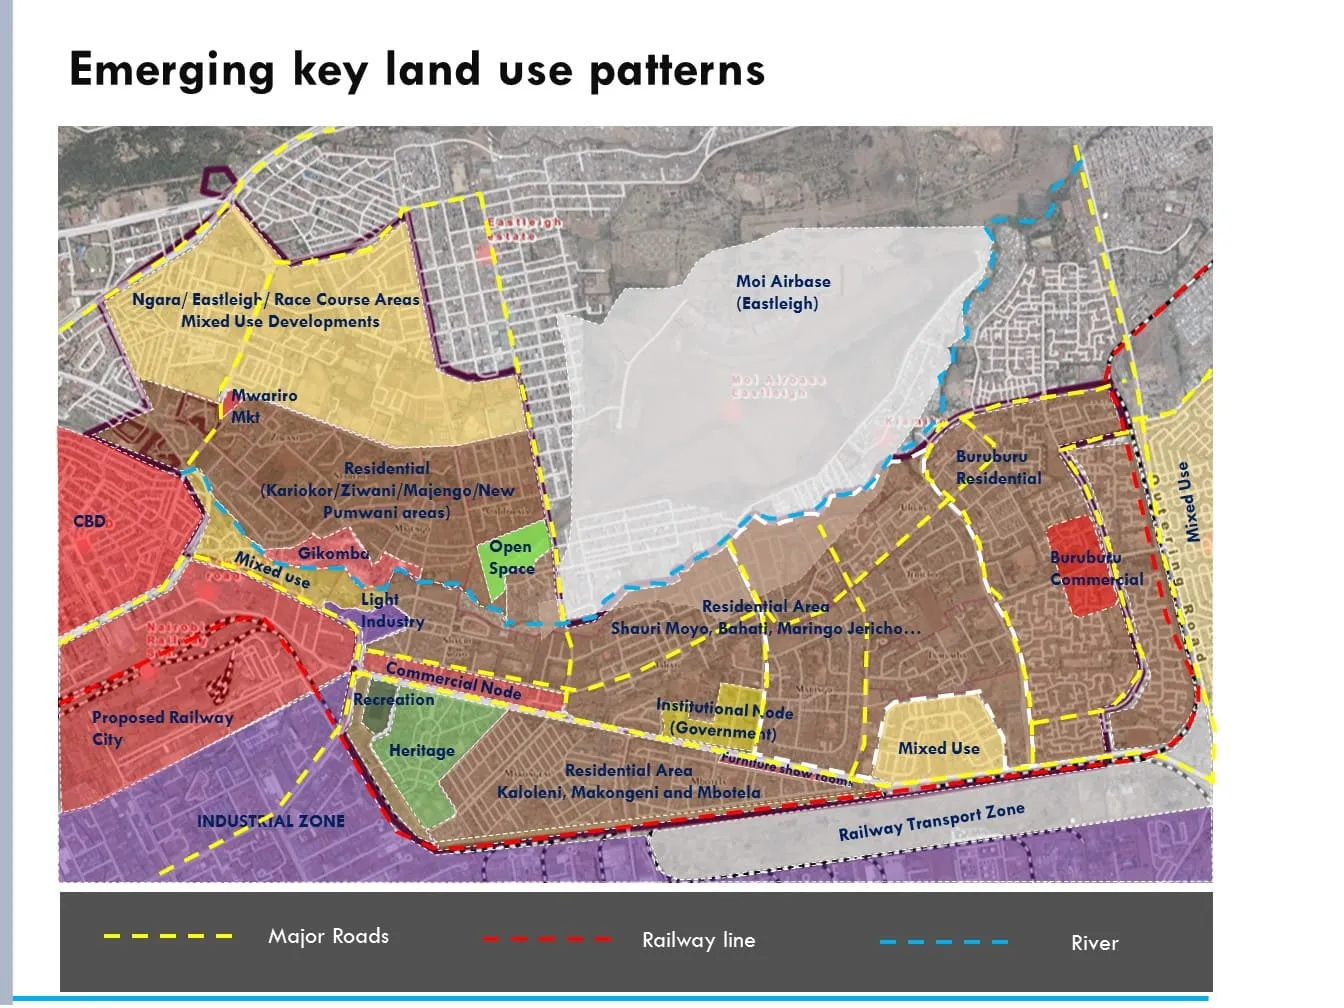 Emerging key land use patterns
Eastleigh
estate
Ngara/ Eastleigh/ Race Course Areas
Mixed Use Developments
Moi Airbase
(Eastleigh)
Moi Airbase
Eastleigh
Mwariro
Mkt
Residential
(Kariokor/Ziwani/Majengo/New
Pumwani areas)
Buruburu
Residential
Mixed Use
Outering Road
CBD
Gikomba
Open
Space
Mixed use
Light
Industry
Buruburu
Commercial
Residential Area
Shauri Moyo, Bahati, Maringo Jericho...
Nairobi
Railway
Commercial Node
Recreation
Proposed Railway
City
Heritage
Institutional Node
(Government)
Mixed Use
Furniture show rooms
Residential Area
Kaloleni, Makongeni and Mbotela
INDUSTRIAL ZONE
Railway Transport Zone
Major Roads
Railway line
River